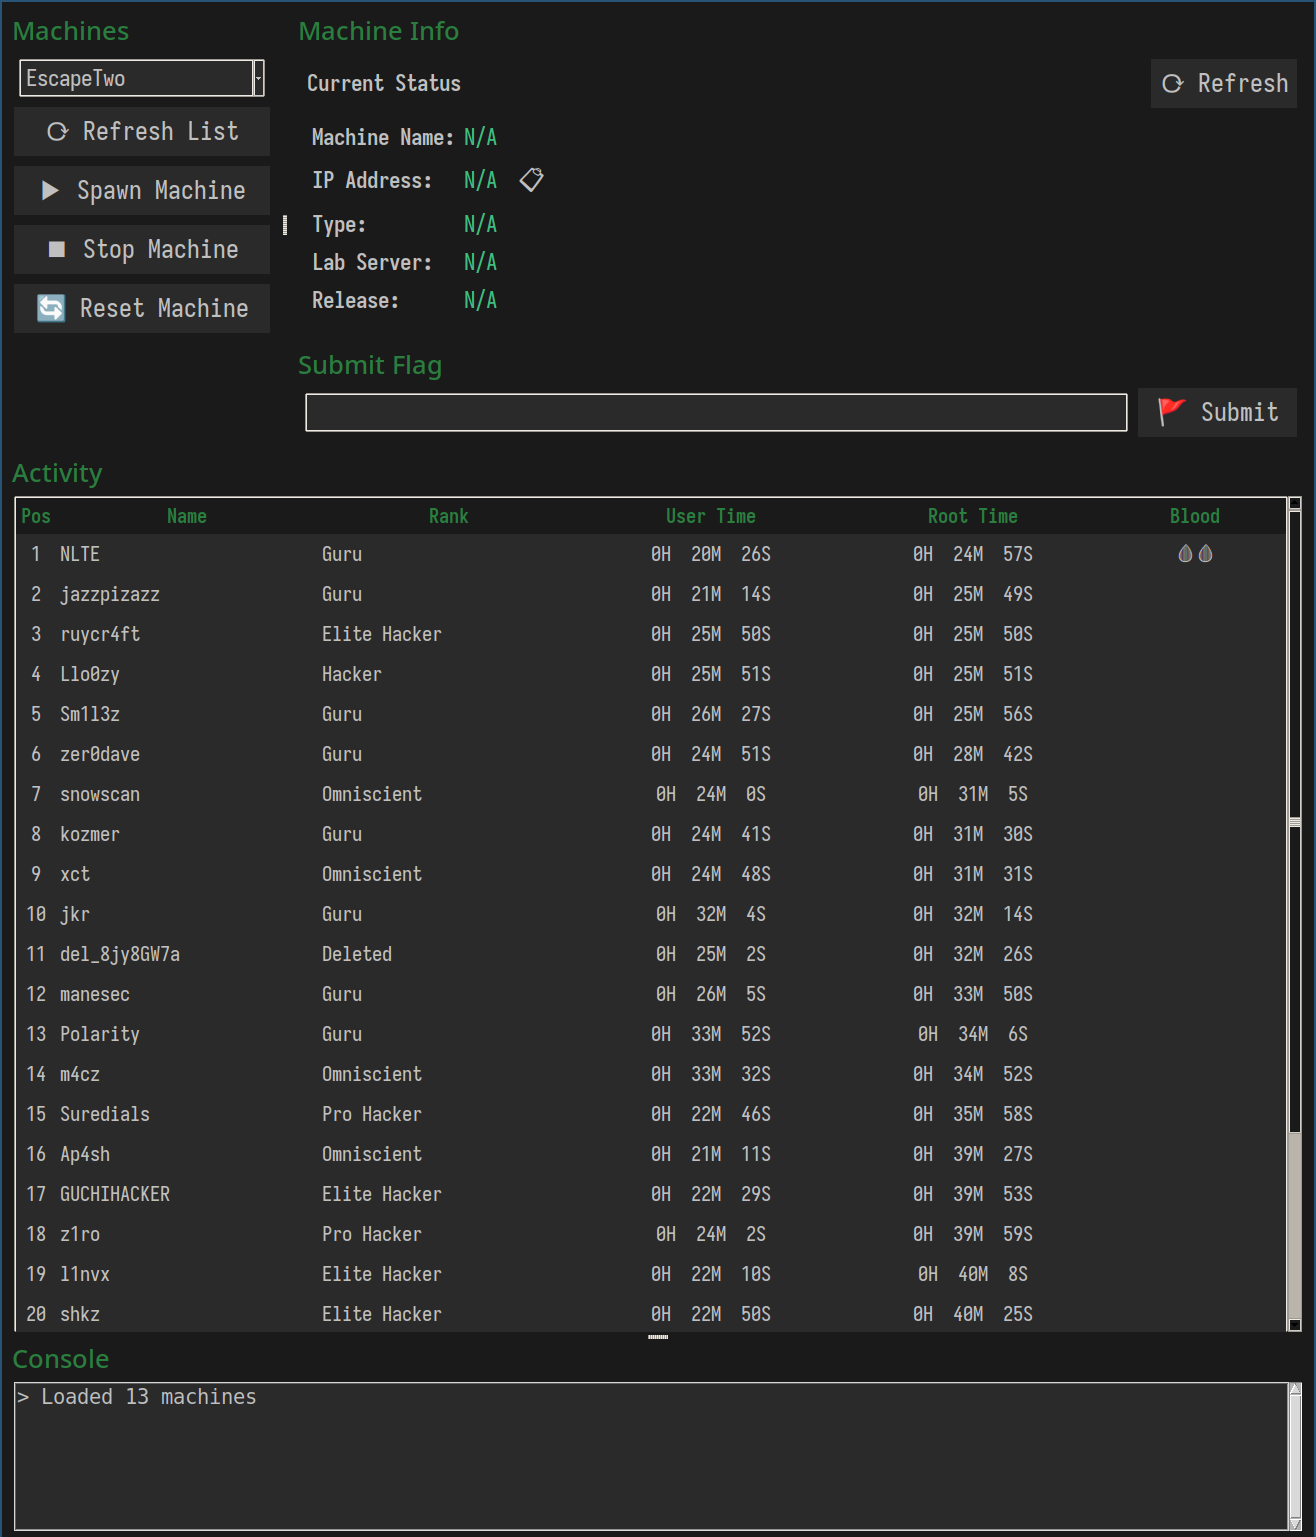 Machines
EscapeTwo
Refresh List
Spawn Machine
Stop Machine
Reset Machine
Machine Info
Current Status
Refresh
Machine Name: N/A
IP Address: N/A
Type: N/A
Lab Server: N/A
Release: N/A
Submit Flag
Submit
Activity
Pos Name Rank User Time Root Time Blood
1 NLTE Guru 0H 20M 26S 0H 24M 57S
2 jazzpizazz Guru 0H 21M 14S 0H 25M 49S
3 ruycr4ft Elite Hacker 0H 25M 50S 0H 25M 50S
4 Llo0zy Hacker 0H 25M 51S 0H 25M 51S
5 Sm1l3z Guru 0H 26M 27S 0H 25M 56S
6 zer0dave Guru 0H 24M 51S 0H 28M 42S
7 snowscan Omniscient 0H 24M 0S 0H 31M 5S
8 kozmer Guru 0H 24M 41S 0H 31M 30S
9 xct Omniscient 0H 24M 48S 0H 31M 31S
10 jkr Guru 0H 32M 4S 0H 32M 14S
11 del_8jy8GW7a Deleted 0H 25M 2S 0H 32M 26S
12 manesec Guru 0H 26M 5S 0H 33M 50S
13 Polarity Guru 0H 33M 52S 0H 34M 6S
14 m4cz Omniscient 0H 33M 32S 0H 34M 52S
15 Suredials Pro Hacker 0H 22M 46S 0H 35M 58S
16 Ap4sh Omniscient 0H 21M 11S 0H 39M 27S
17 GUCHIHACKER Elite Hacker 0H 22M 29S 0H 39M 53S
18 z1ro Pro Hacker 0H 24M 2S 0H 39M 59S
19 l1nvx Elite Hacker 0H 22M 10S 0H 40M 8S
20 shkz Elite Hacker 0H 22M 50S 0H 40M 25S
Console
> Loaded 13 machines